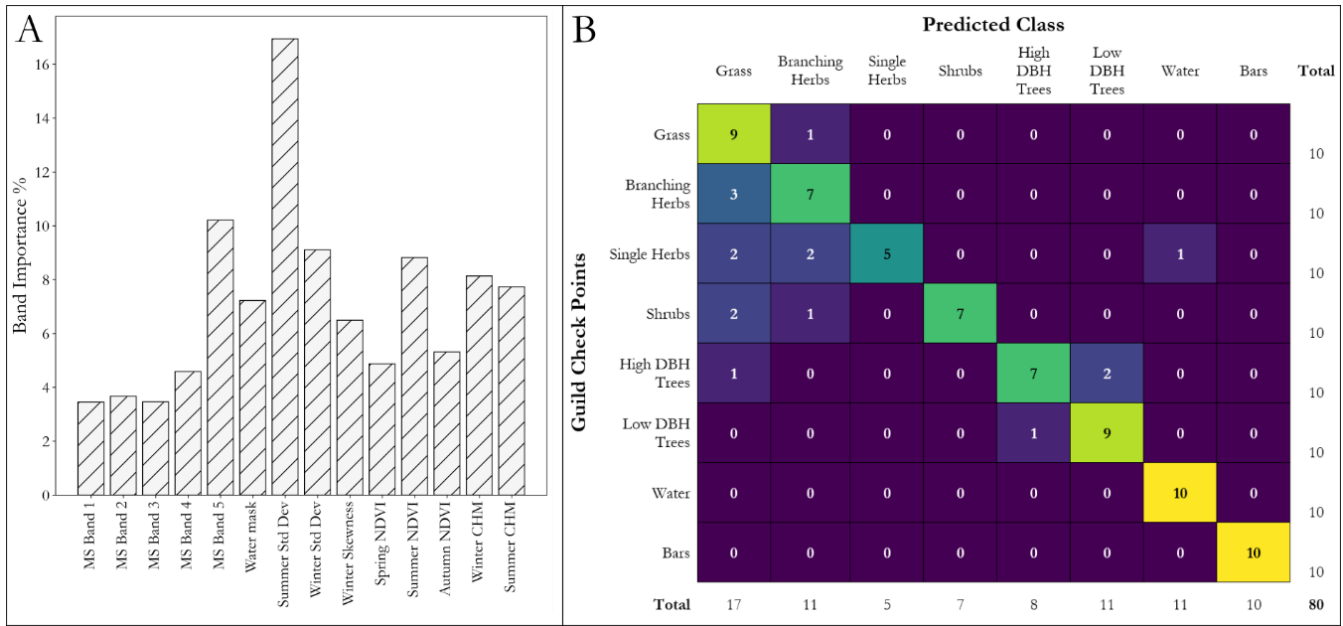 A
Band Importance %
16
14
12
10
8
6
4
2
0
MS Band 1
MS Band 2
MS Band 3
MS Band 4
MS Band 5
Water mask
Summer Std Dev
Winter Std Dev
Winter Skewness
Spring NDVI
Summer NDVI
Autumn NDVI
Winter CHM
Summer CHM
B
Predicted Class
Grass Branching Herbs Single Herbs Shrubs High DBH Trees Low DBH Trees Water Bars Total
Guild Check Points
Grass 9 1 0 0 0 0 0 0 10
Branching Herbs 3 7 0 0 0 0 0 0 10
Single Herbs 2 2 5 0 0 0 1 0 10
Shrubs 2 1 0 7 0 0 0 0 10
High DBH Trees 1 0 0 0 7 2 0 0 10
Low DBH Trees 0 0 0 0 1 9 0 0 10
Water 0 0 0 0 0 0 10 0 10
Bars 0 0 0 0 0 0 0 10 10
Total 17 11 5 7 8 11 11 10 80